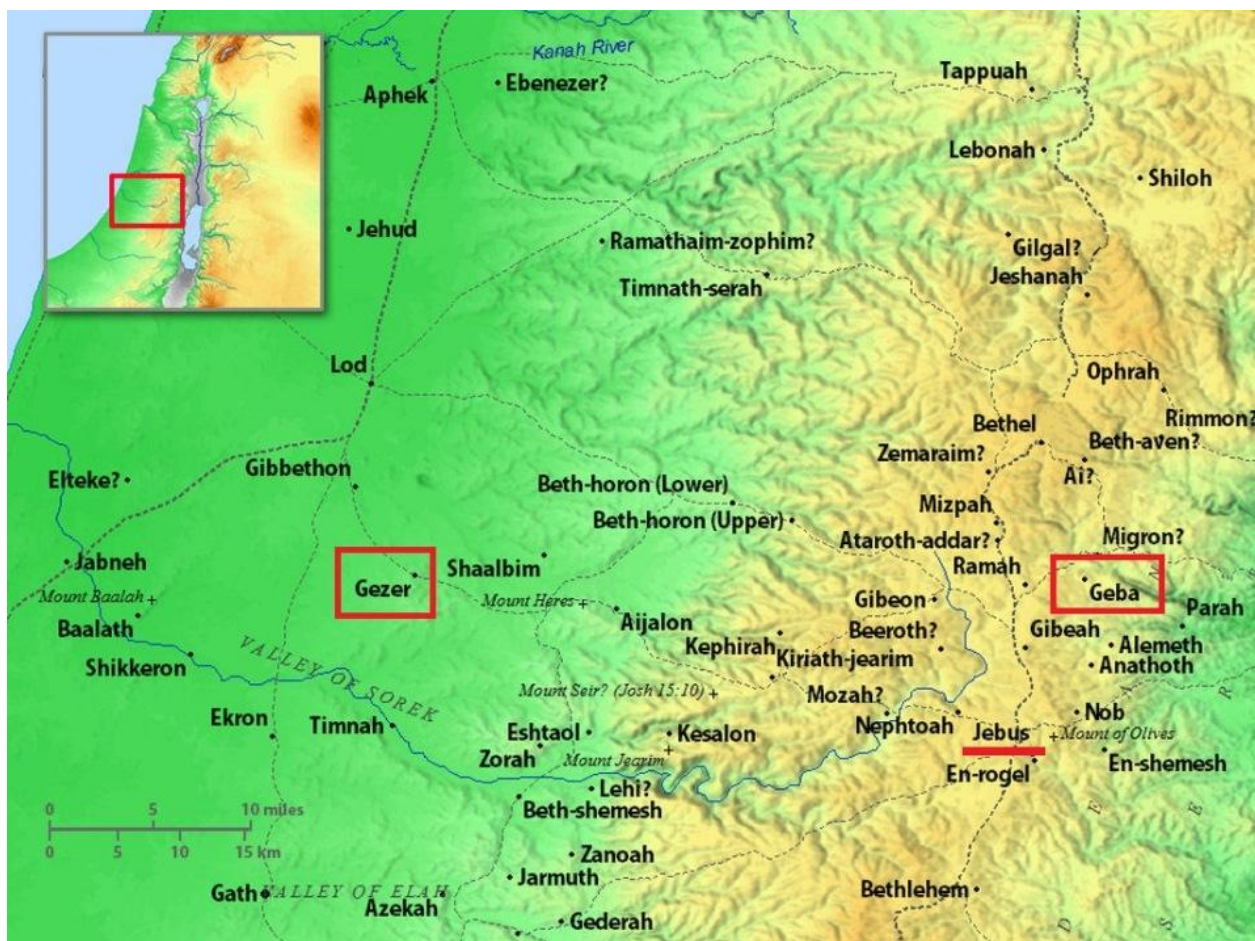 Kanah River
Aphek
Ebenezer?
Tappuah
Lebonah
Shiloh
Jehud
Ramathaim-zophim?
Gilgal?
Timnath-serah
Jeshanah
Lod
Ophrah
Rimmon?
Bethel
Beth-aven?
Gibbethon
Zemaraim?
Ai?
Elteke?
Beth-horon (Lower)
Mizpah
Beth-horon (Upper)
Ataroth-addar?
Migron?
Jabneh
Shaalbim
Ramah
Gezer
Geba
Mount Baalah
Mount Heres
Gibeon
Parah
Baalath
Aijalon
Beeroth?
Gibeah
Alemeth
Kephirah
Kiriath-jearim
Anathoth
Shikkeron
VALLEY OF SOREK
Mount Seir? (Josh 15:10)
Mozah?
Ekron
Timnah
Nephtoah
Nob
Eshtaol
Kesalon
Jebus
Mount of Olives
Zorah
Mount Jearim
En-rogel
En-shemesh
Lehi?
Beth-shemesh
0 5 10 miles
0 5 10 15 km
Zanoah
Jarmuth
Gath
VALLEY OF ELAH
Azekah
Bethlehem
Gederah